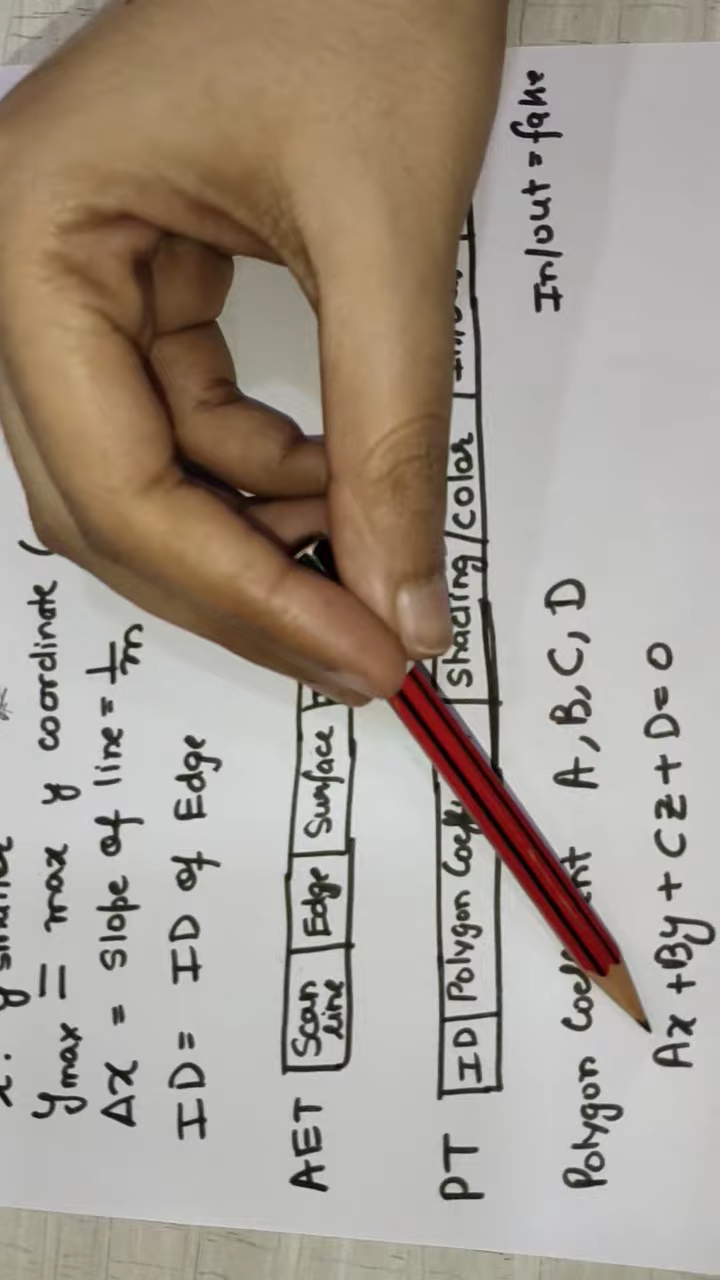 y smaller
ymax = max y coordinate (
Δx = slope of line = 1/m
ID = ID of Edge
AET Scan Line Edge Surface
PT ID Polygon Coeff. Shading/color
Polygon A, B, C, D In/out = false
Ax + By + Cz + D = 0